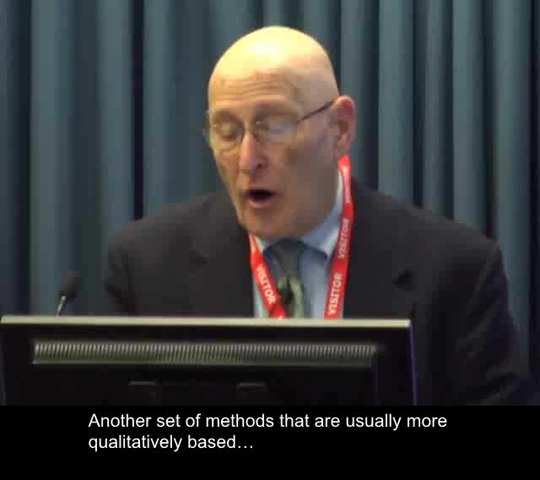 VISITOR
VISITOR
VISITOR
Another set of methods that are usually more
qualitatively based…